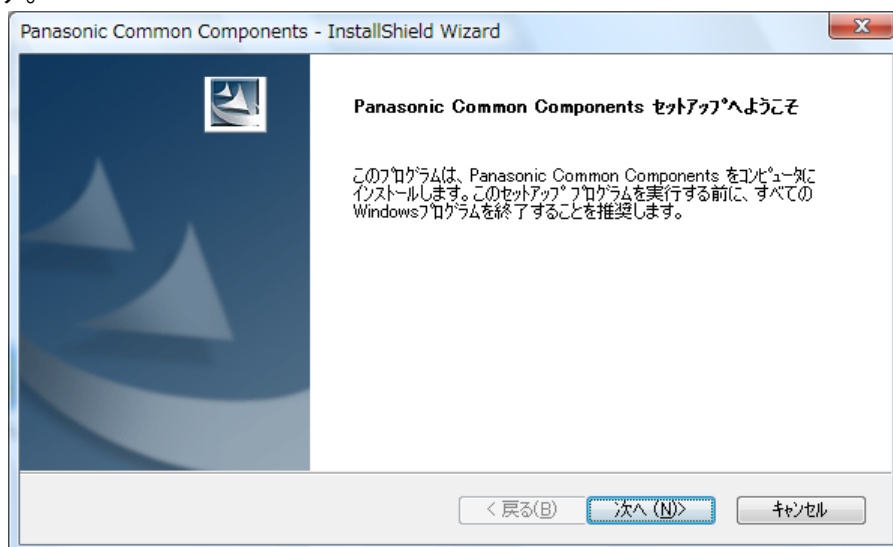 す。
Panasonic Common Components - InstallShield Wizard
Panasonic Common Components セットアップへようこそ
このプログラムは、Panasonic Common Components をコンピュータに
インストールします。このセットアップ プログラムを実行する前に、すべての
Windowsプログラムを終了することを推奨します。
< 戻る(B)
次へ (N)>
キャンセル